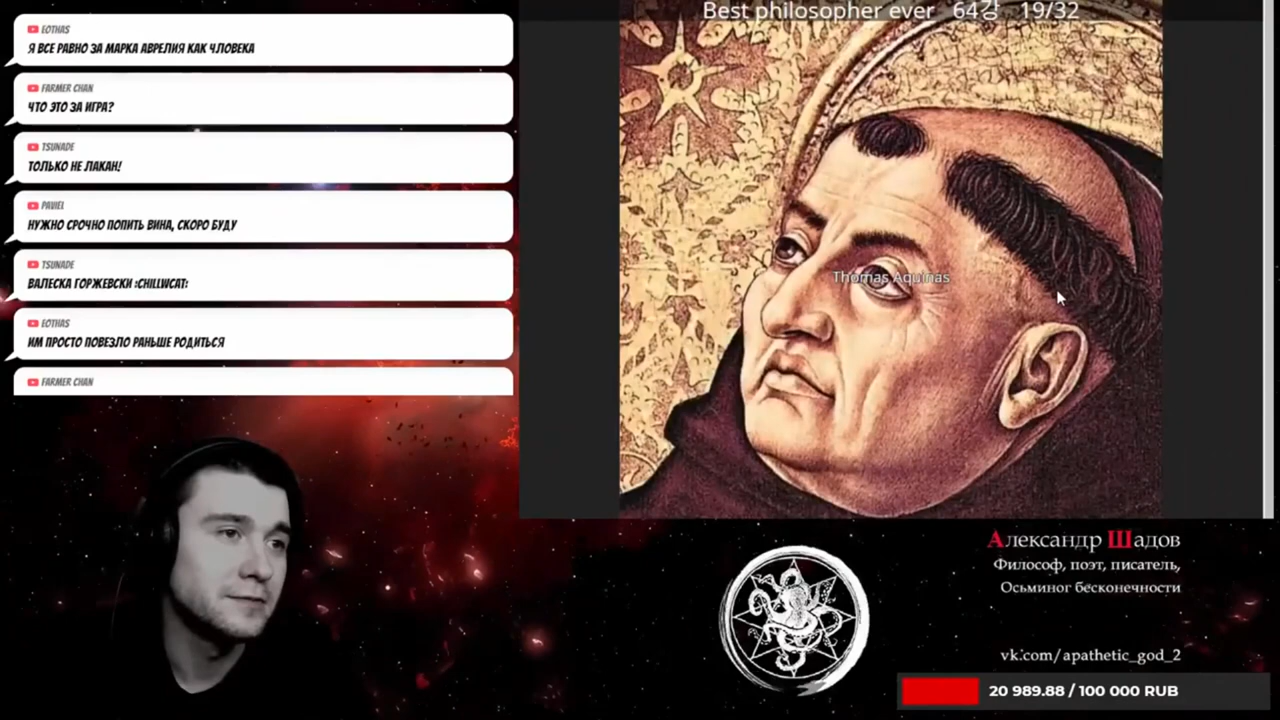 EOTHAS
Я ВСЕ РАВНО ЗА МАРКА АВРЕЛИЯ КАК ЧЛОВЕКА
FARMER CHAN
ЧТО ЭТО ЗА ИГРА?
TSUNADE
ТОЛЬКО НЕ ЛАКАН!
PAVIEL
НУЖНО СРОЧНО ПОПИТЬ ВИНА, СКОРО БУДУ
TSUNADE
ВАЛЕСКА ГОРЖЕВСКИ :CHILLWCAT:
EOTHAS
ИМ ПРОСТО ПОВЕЗЛО РАНЬШЕ РОДИТЬСЯ
FARMER CHAN
Best philosopher ever 64강 19/32
Thomas Aquinas
Александр Шадов
Философ, поэт, писатель,
Осьминог бесконечности
vk.com/apathetic_god_2
20 989.88 / 100 000 RUB